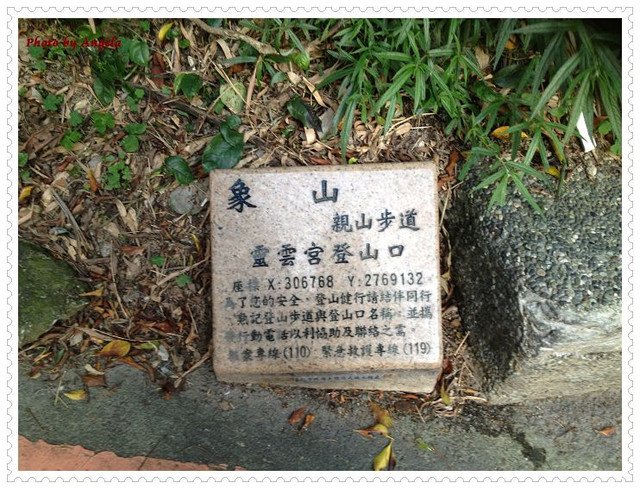 Photo by Angela
象 山
親山步道
靈雲宮登山口
座標 X:306768 Y:2769132
為了您的安全,登山健行請結伴同行
熟記登山步道與登山口名稱,並攜
帶行動電話以利協助及聯絡之需。
報案專線(110) 緊急救護專線(119)